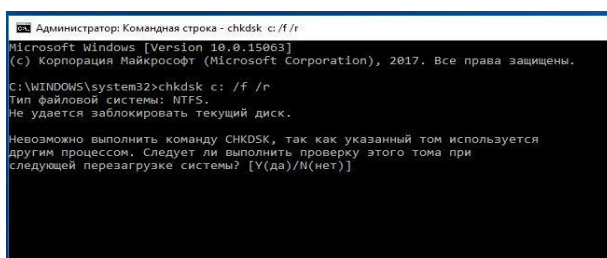 Администратор: Командная строка - chkdsk c: /f /r
Microsoft Windows [Version 10.0.15063]
(c) Корпорация Майкрософт (Microsoft Corporation), 2017. Все права защищены.
C:\WINDOWS\system32>chkdsk c: /f /r
Тип файловой системы: NTFS.
Не удается заблокировать текущий диск.
Невозможно выполнить команду CHKDSK, так как указанный том используется
другим процессом. Следует ли выполнить проверку этого тома при
следующей перезагрузке системы? [Y(да)/N(нет)]